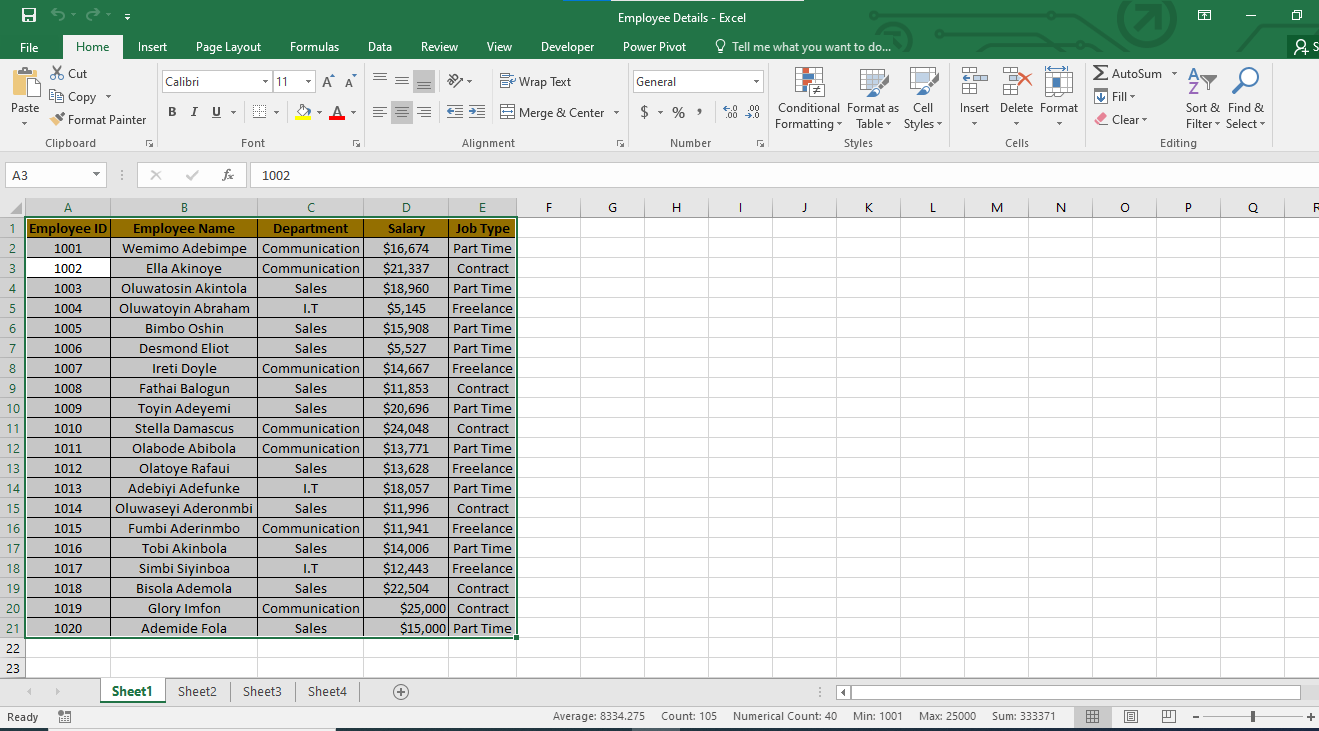 Employee Details - Excel
File Home Insert Page Layout Formulas Data Review View Developer Power Pivot Tell me what you want to do... S
Paste Cut Copy Format Painter
Clipboard
Calibri 11
B I U A
Font
Wrap Text
Merge & Center
Alignment
General
$ % ,
Number
Conditional Formatting Format as Table Cell Styles
Styles
Insert Delete Format
Cells
AutoSum Fill Clear
Sort & Filter Find & Select
Editing
A3 fx 1002
A B C D E F G H I J K L M N O P Q R
1 Employee ID Employee Name Department Salary Job Type
2 1001 Wemimo Adebimpe Communication $16,674 Part Time
3 1002 Ella Akinoye Communication $21,337 Contract
4 1003 Oluwatosin Akintola Sales $18,960 Part Time
5 1004 Oluwatoyin Abraham I.T $5,145 Freelance
6 1005 Bimbo Oshin Sales $15,908 Part Time
7 1006 Desmond Eliot Sales $5,527 Part Time
8 1007 Ireti Doyle Communication $14,667 Freelance
9 1008 Fathai Balogun Sales $11,853 Contract
10 1009 Toyin Adeyemi Sales $20,696 Part Time
11 1010 Stella Damascus Communication $24,048 Contract
12 1011 Olabode Abibola Communication $13,771 Part Time
13 1012 Olatoye Rafaui Sales $13,628 Freelance
14 1013 Adebiyi Adefunke I.T $18,057 Part Time
15 1014 Oluwaseyi Aderonmbi Sales $11,996 Contract
16 1015 Fumbi Aderinmbo Communication $11,941 Freelance
17 1016 Tobi Akinbola Sales $14,006 Part Time
18 1017 Simbi Siyinboa I.T $12,443 Freelance
19 1018 Bisola Ademola Sales $22,504 Contract
20 1019 Glory Imfon Communication $25,000 Contract
21 1020 Ademide Fola Sales $15,000 Part Time
22
23
Sheet1 Sheet2 Sheet3 Sheet4
Ready Average: 8334.275 Count: 105 Numerical Count: 40 Min: 1001 Max: 25000 Sum: 333371